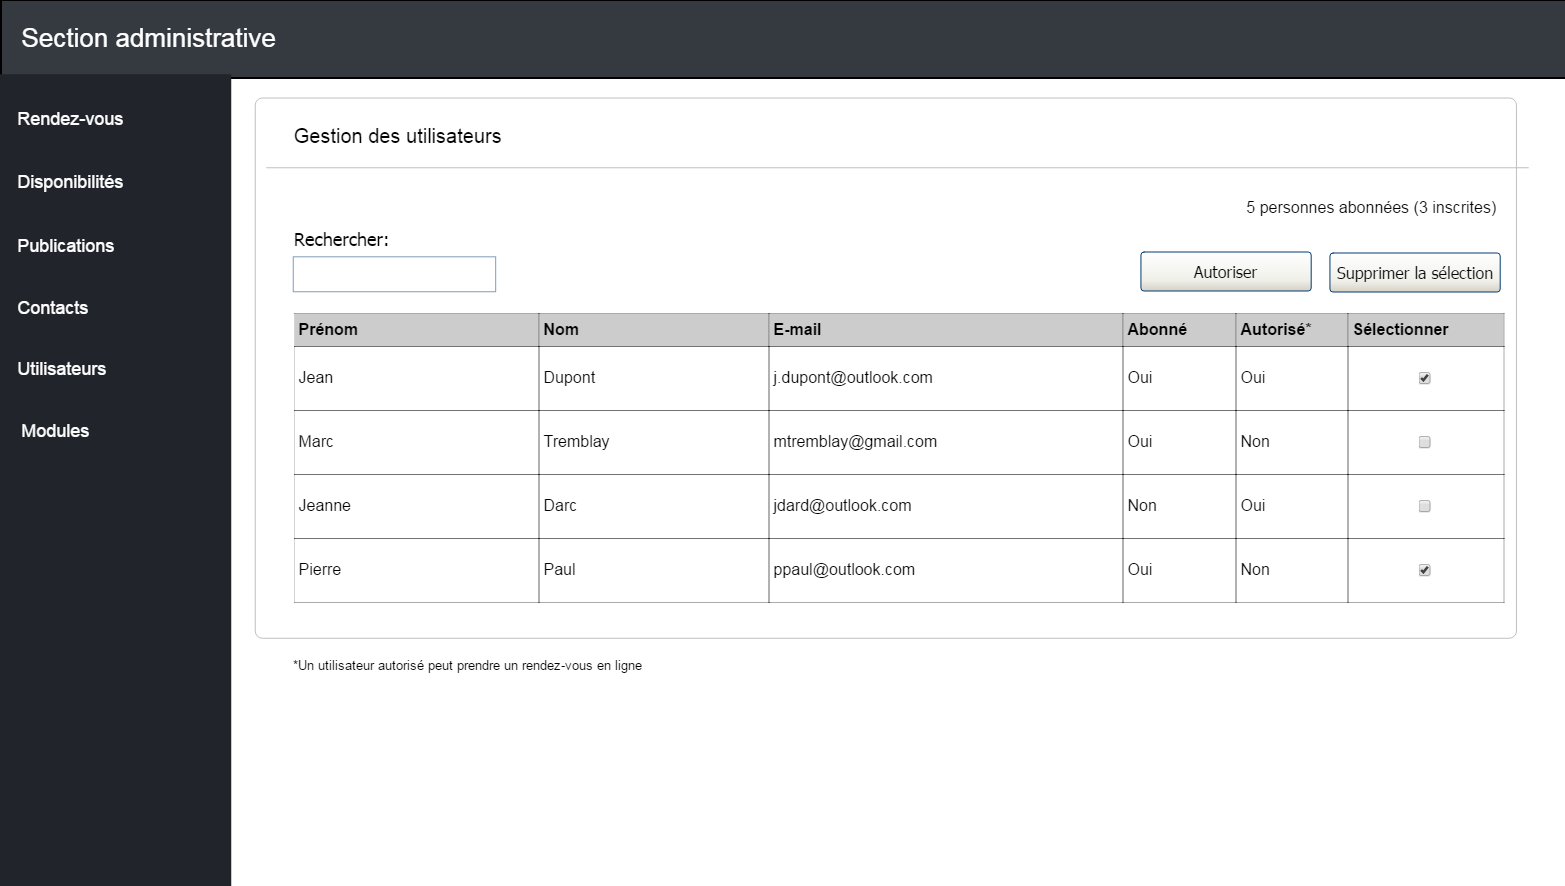 Section administrative
Rendez-vous
Disponibilités
Publications
Contacts
Utilisateurs
Modules
Gestion des utilisateurs
5 personnes abonnées (3 inscrites)
Rechercher:
Autoriser Supprimer la sélection
Prénom Nom E-mail Abonné Autorisé* Sélectionner
Jean Dupont j.dupont@outlook.com Oui Oui
Marc Tremblay mtremblay@gmail.com Oui Non
Jeanne Darc jdard@outlook.com Non Oui
Pierre Paul ppaul@outlook.com Oui Non
*Un utilisateur autorisé peut prendre un rendez-vous en ligne